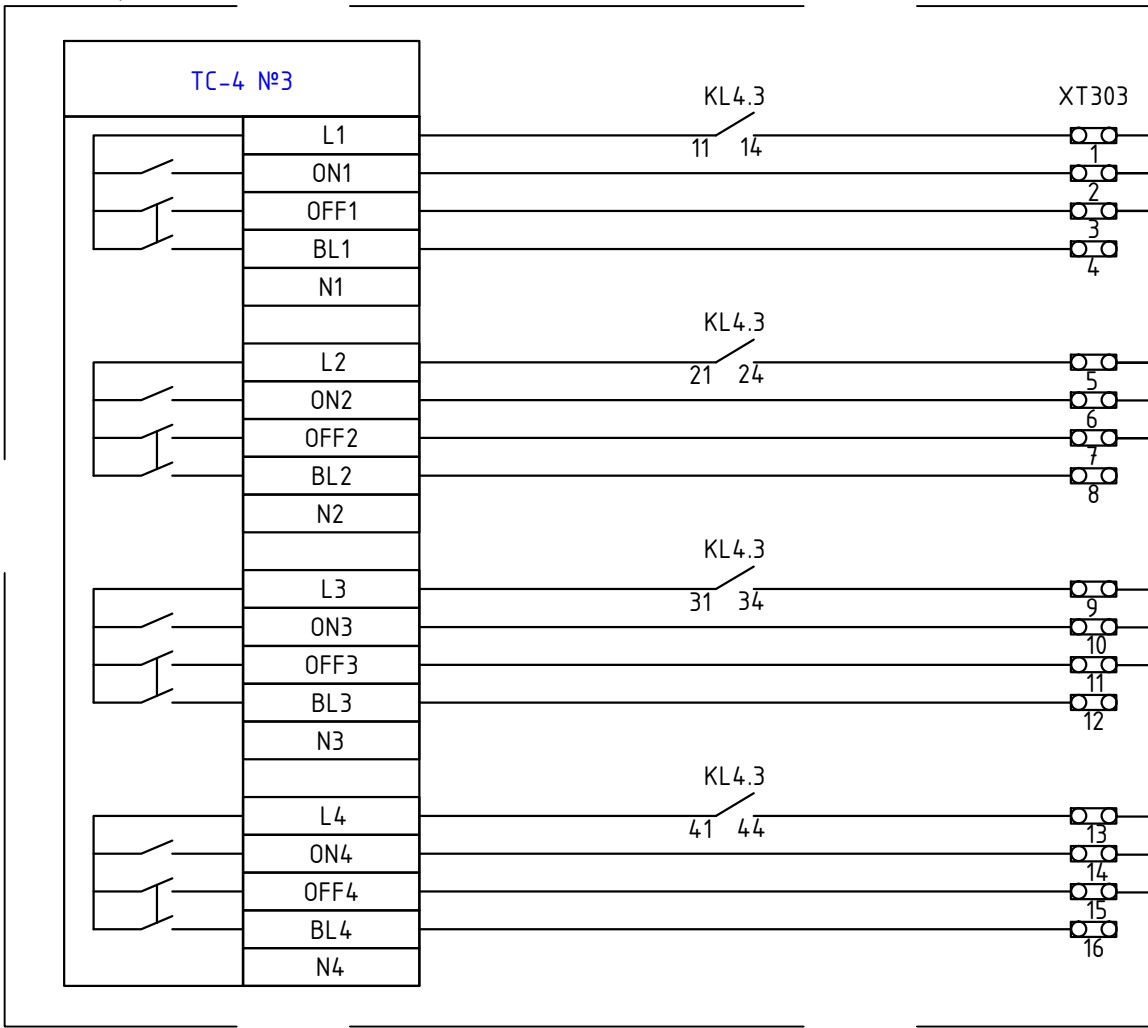 ТС-4 №3
KL4.3
XT303
L1
11 14
1
ON1
2
OFF1
3
BL1
4
N1
KL4.3
L2
21 24
5
ON2
6
OFF2
7
BL2
8
N2
KL4.3
L3
31 34
9
ON3
10
OFF3
11
BL3
12
N3
KL4.3
L4
41 44
13
ON4
14
OFF4
15
BL4
16
N4